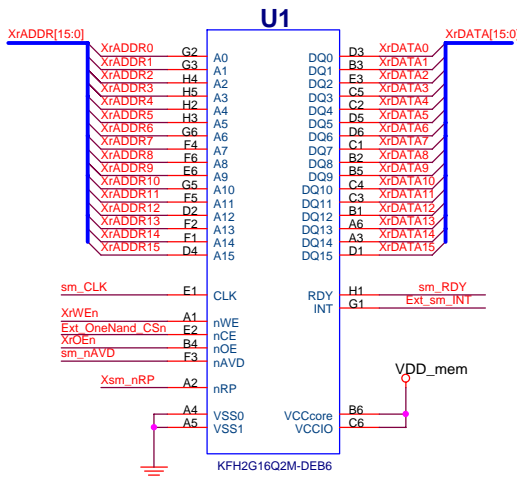 U1
XrADDR[15:0] XrDATA[15:0]
XrADDR0 G2 A0 DQ0 D3 XrDATA0
XrADDR1 G3 A1 DQ1 B3 XrDATA1
XrADDR2 H4 A2 DQ2 E3 XrDATA2
XrADDR3 H5 A3 DQ3 C5 XrDATA3
XrADDR4 H2 A4 DQ4 C2 XrDATA4
XrADDR5 H3 A5 DQ5 D5 XrDATA5
XrADDR6 G6 A6 DQ6 D6 XrDATA6
XrADDR7 F4 A7 DQ7 C1 XrDATA7
XrADDR8 F6 A8 DQ8 B2 XrDATA8
XrADDR9 E6 A9 DQ9 B5 XrDATA9
XrADDR10 G5 A10 DQ10 C4 XrDATA10
XrADDR11 F5 A11 DQ11 C3 XrDATA11
XrADDR12 D2 A12 DQ12 B1 XrDATA12
XrADDR13 F2 A13 DQ13 A6 XrDATA13
XrADDR14 F1 A14 DQ14 A3 XrDATA14
XrADDR15 D4 A15 DQ15 D1 XrDATA15
sm_CLK E1 CLK RDY H1 sm_RDY
INT G1 Ext_sm_INT
XrWEn A1 nWE
Ext_OneNand_CSn E2 nCE
XrOEn B4 nOE
sm_nAVD F3 nAVD
VDD_mem
Xsm_nRP A2 nRP
A4 VSS0 VCCcore B6
A5 VSS1 VCCIO C6
KFH2G16Q2M-DEB6